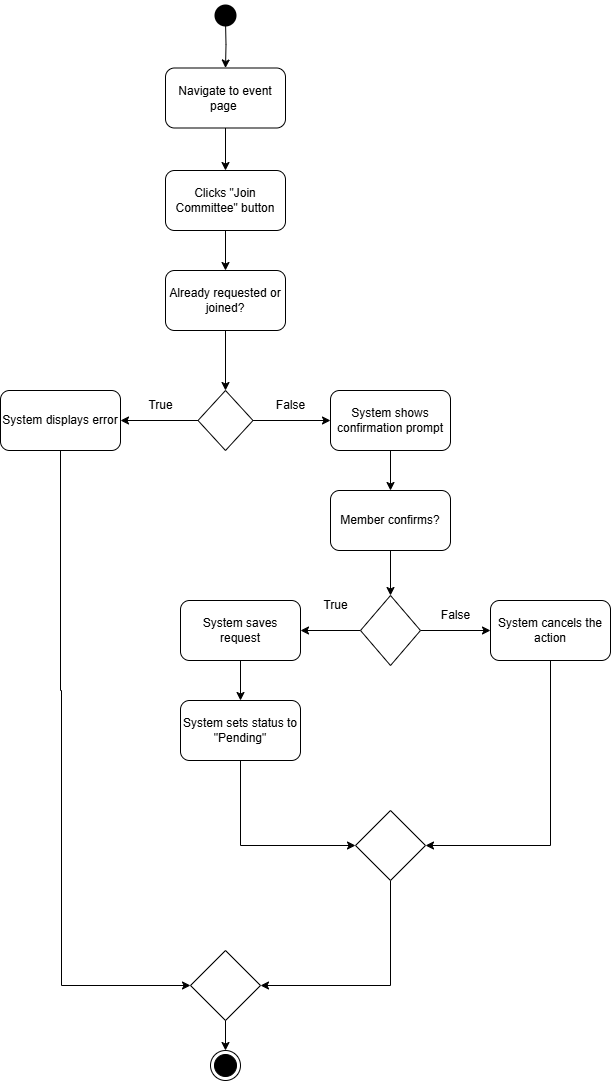 Navigate to event
page
Clicks "Join
Committee" button
Already requested or
joined?
True
False
System displays error
System shows
confirmation prompt
Member confirms?
True
False
System saves
request
System cancels the
action
System sets status to
"Pending"